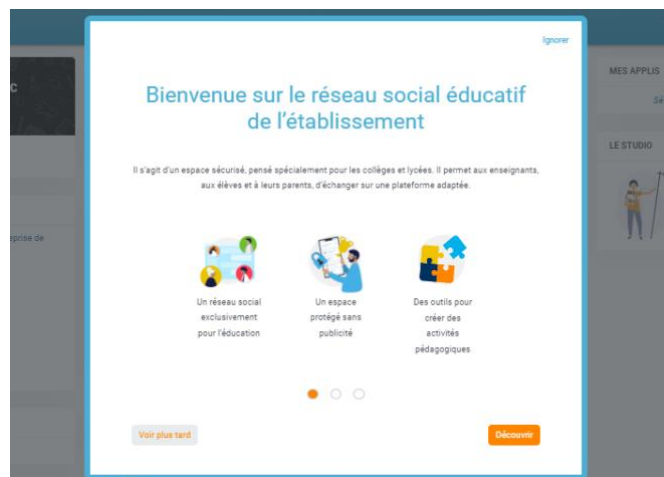 Ignorer
C
MES APPLIS
Bienvenue sur le réseau social éducatif
de l'établissement
Sé
LE STUDIO
Il s'agit d'un espace sécurisé, pensé spécialement pour les collèges et lycées. Il permet aux enseignants,
aux élèves et à leurs parents, d'échanger sur une plateforme adaptée.
eprise de
Un réseau social
exclusivement
pour l'éducation
Un espace
protégé sans
publicité
Des outils pour
créer des
activités
pédagogiques
Voir plus tard
Découvrir